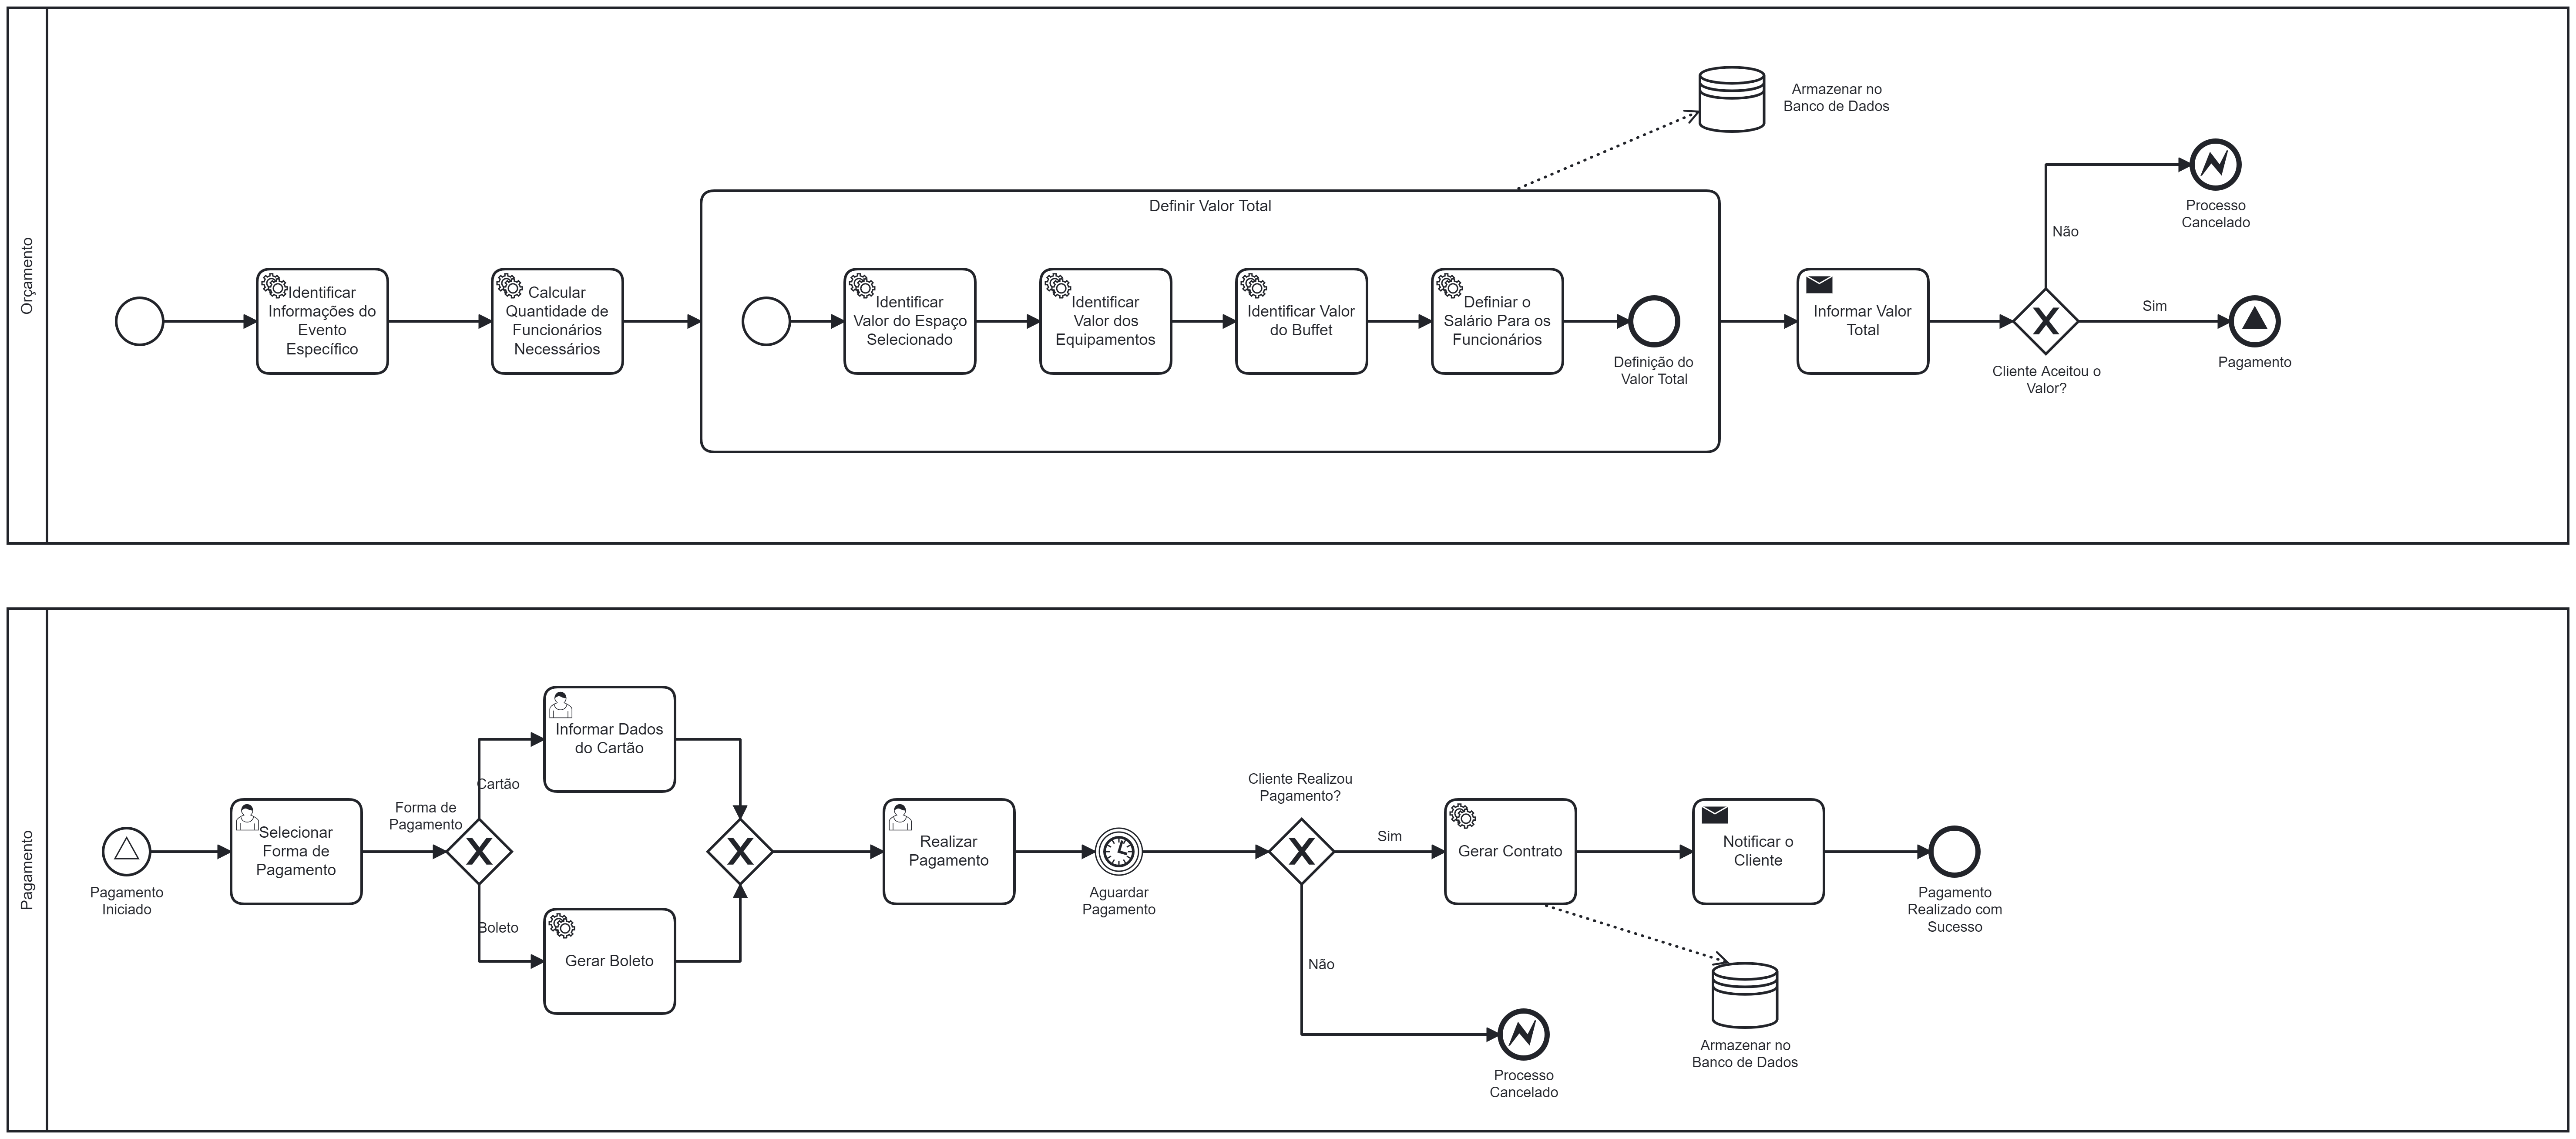 Orçamento
Armazenar no
Banco de Dados
Processo
Cancelado
Não
Definir Valor Total
Identificar
Informações do
Evento
Específico
Calcular
Quantidade de
Funcionários
Necessários
Identificar
Valor do Espaço
Selecionado
Identificar
Valor dos
Equipamentos
Identificar Valor
do Buffet
Definiar o
Salário Para os
Funcionários
Definição do
Valor Total
Informar Valor
Total
Cliente Aceitou o
Valor?
Sim
Pagamento
Pagamento
Pagamento
Iniciado
Selecionar
Forma de
Pagamento
Forma de
Pagamento
Cartão
Informar Dados
do Cartão
Boleto
Gerar Boleto
Realizar
Pagamento
Aguardar
Pagamento
Cliente Realizou
Pagamento?
Sim
Gerar Contrato
Notificar o
Cliente
Pagamento
Realizado com
Sucesso
Não
Processo
Cancelado
Armazenar no
Banco de Dados